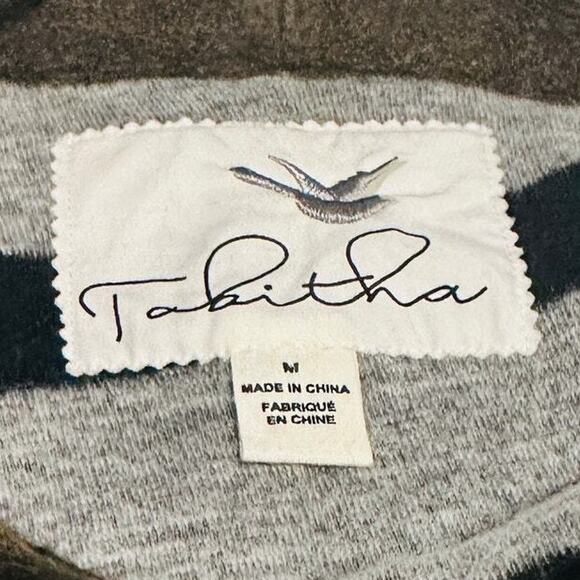 Tabitha
M
MADE IN CHINA
FABRIQUÉ
EN CHINE